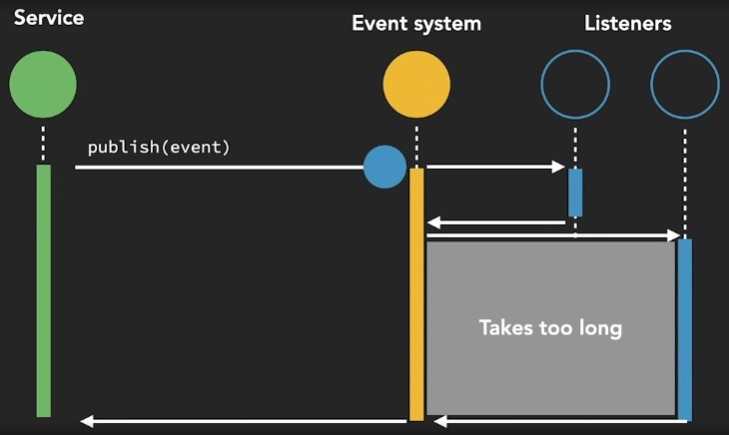 Service
Event system
Listeners
publish(event)
Takes too long